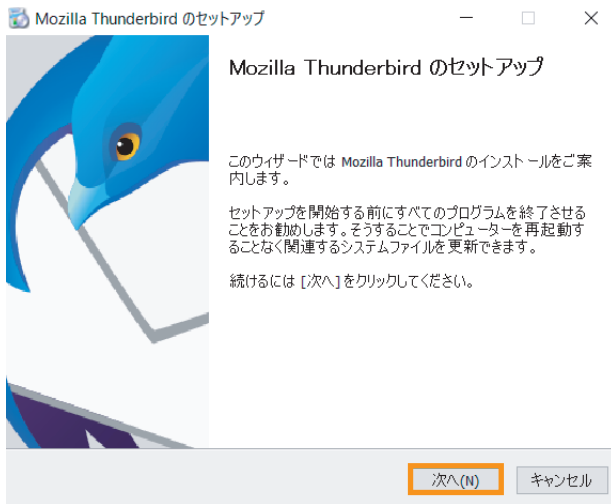 Mozilla Thunderbird のセットアップ
Mozilla Thunderbird のセットアップ
このウィザードでは Mozilla Thunderbird のインストールをご案
内します。
セットアップを開始する前にすべてのプログラムを終了させる
ことをお勧めします。そうすることでコンピューターを再起動す
ることなく関連するシステムファイルを更新できます。
続けるには [次へ] をクリックしてください。
次へ(N)
キャンセル